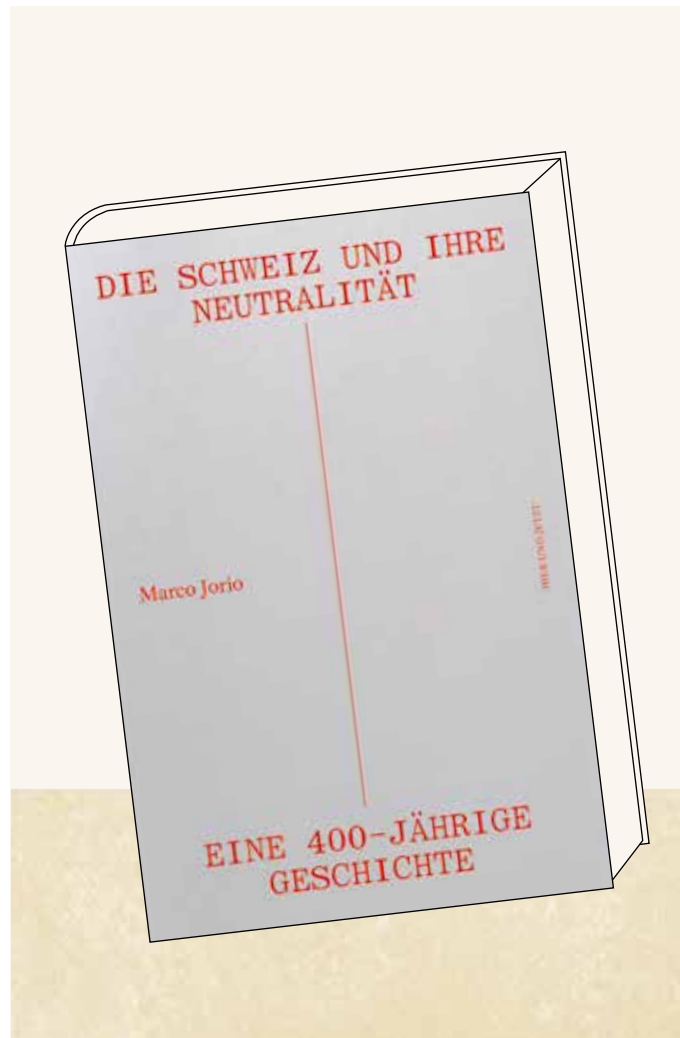 DIE SCHWEIZ UND IHRE
NEUTRALITÄT
Marco Jorio
HIER UND JETZT
EINE 400-JÄHRIGE
GESCHICHTE